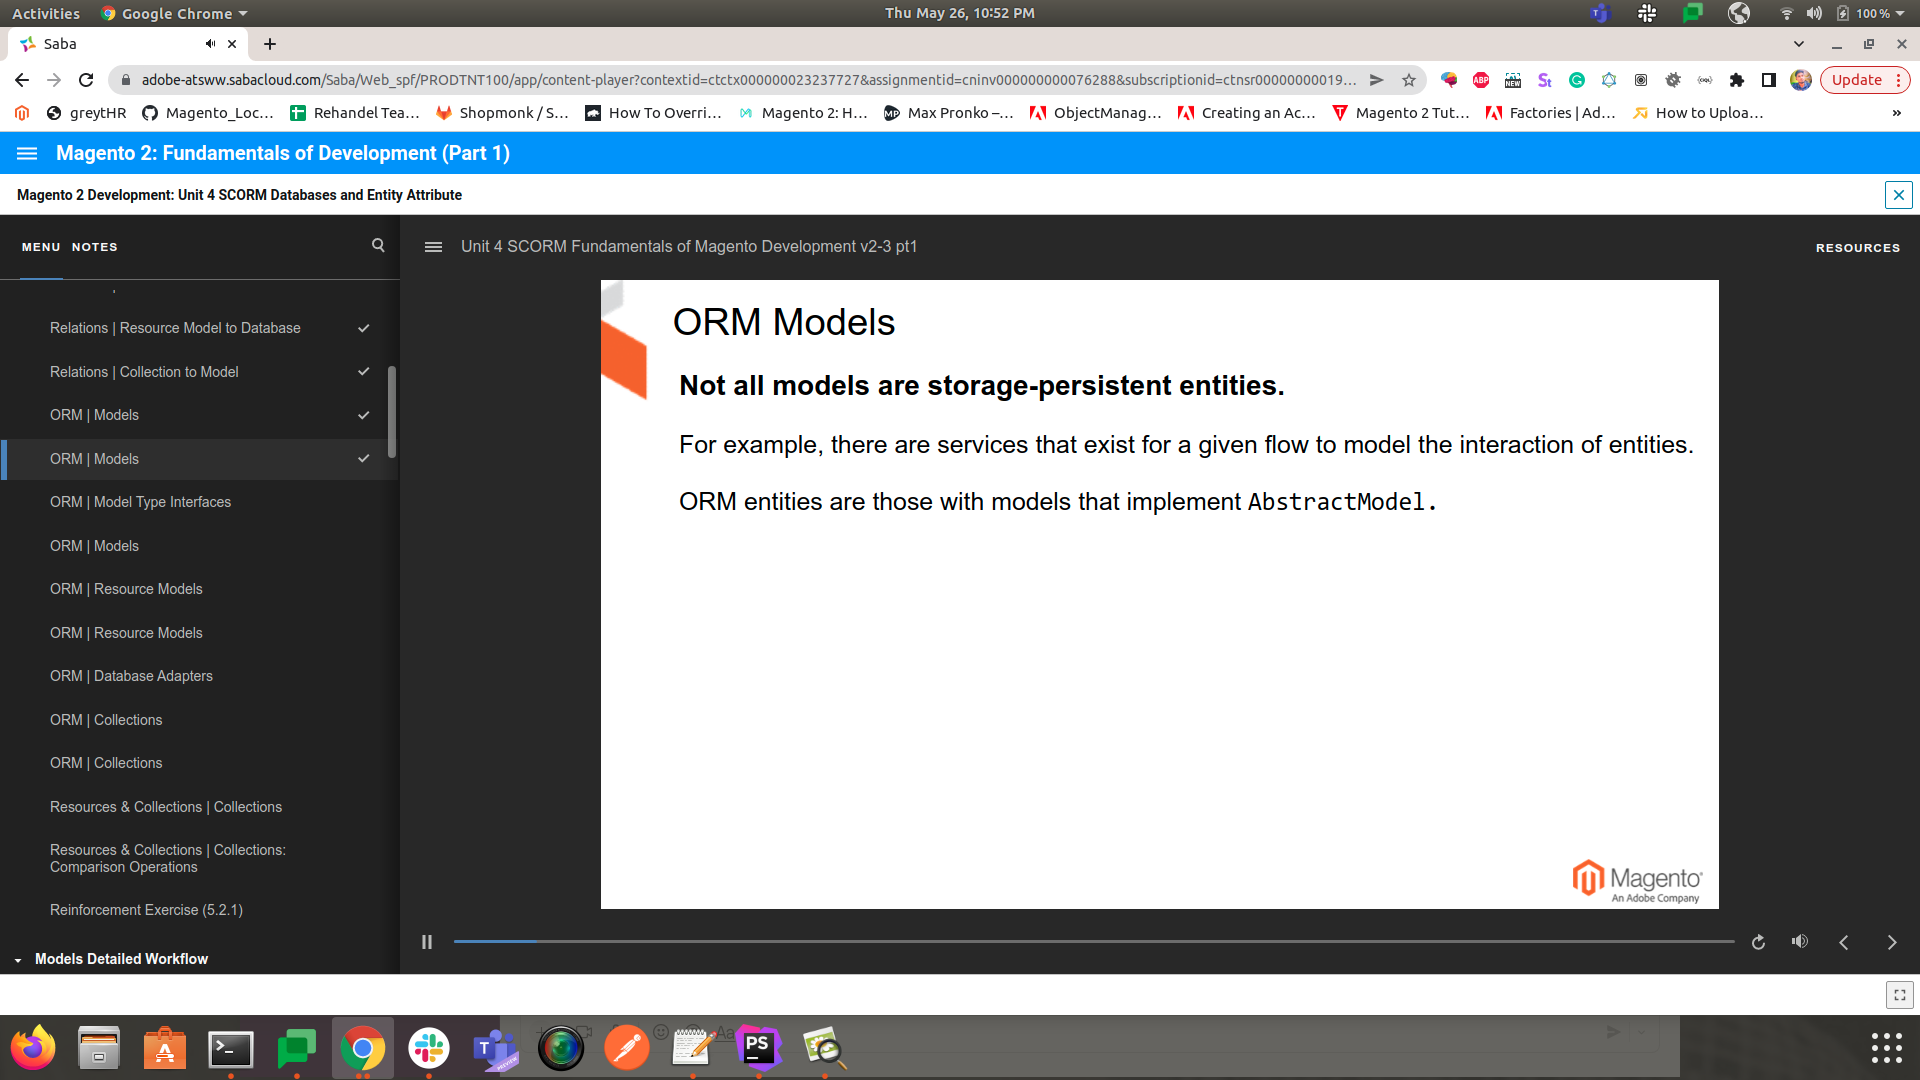 Activities Google Chrome Thu May 26, 10:52 PM 100 %
Saba
adobe-atsww.sabacloud.com/Saba/Web_spf/PRODTNT100/app/content-player?contextid=ctctx000000023237727&assignmentid=cninv000000000076288&subscriptionid=ctnsr00000000019... ABP NEW St Update
greytHR Magento_Loc... Rehandel Tea... Shopmonk / S... How To Overri... Magento 2: H... MP Max Pronko –... ObjectManag... Creating an Ac... Magento 2 Tut... Factories | Ad... How to Uploa... »
Magento 2: Fundamentals of Development (Part 1)
Magento 2 Development: Unit 4 SCORM Databases and Entity Attribute
MENU NOTES
Unit 4 SCORM Fundamentals of Magento Development v2-3 pt1
RESOURCES
Relations | Resource Model to Database
Relations | Collection to Model
ORM | Models
ORM | Models
ORM | Model Type Interfaces
ORM | Models
ORM | Resource Models
ORM | Resource Models
ORM | Database Adapters
ORM | Collections
ORM | Collections
Resources & Collections | Collections
Resources & Collections | Collections:
Comparison Operations
Reinforcement Exercise (5.2.1)
Models Detailed Workflow
ORM Models
Not all models are storage-persistent entities.
For example, there are services that exist for a given flow to model the interaction of entities.
ORM entities are those with models that implement AbstractModel.
Magento
An Adobe Company
PS